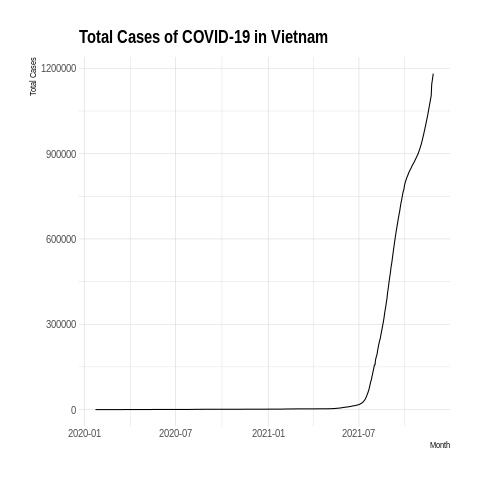 Total Cases of COVID-19 in Vietnam
Total Cases
1200000
900000
600000
300000
0
2020-01 2020-07 2021-01 2021-07
Month